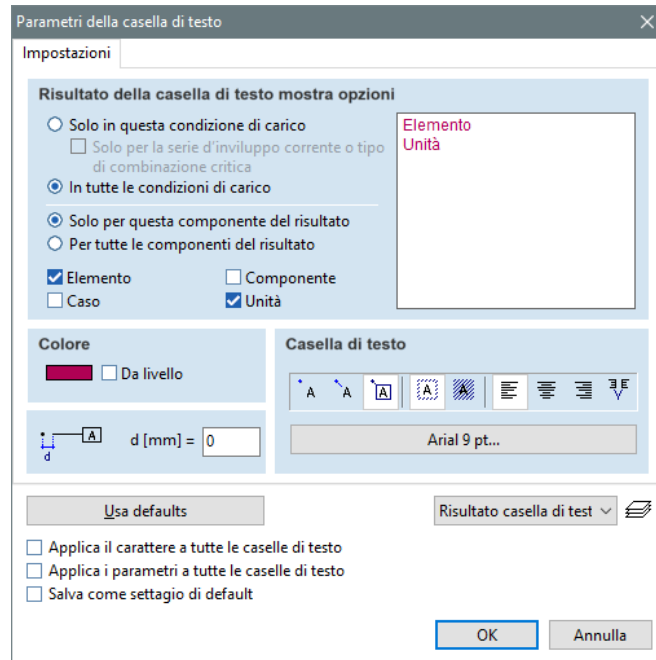 Parametri della casella di testo
Impostazioni
Risultato della casella di testo mostra opzioni
Solo in questa condizione di carico
Solo per la serie d'inviluppo corrente o tipo
di combinazione critica
In tutte le condizioni di carico
Solo per questa componente del risultato
Per tutte le componenti del risultato
Elemento
Componente
Caso
Unità
Elemento
Unità
Colore
Da livello
Casella di testo
A A A A A
Arial 9 pt...
A
d
d [mm] = 0
Usa defaults
Risultato casella di test
Applica il carattere a tutte le caselle di testo
Applica i parametri a tutte le caselle di testo
Salva come settagio di default
OK
Annulla